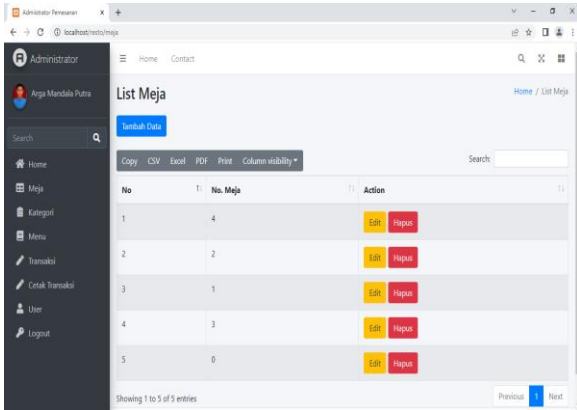 Administrator Pemesanan
localhost/resto/meja
Administrator
Home Contact
Arga Mandala Putra
List Meja
Home / List Meja
Tambah Data
Search
Copy CSV Excel PDF Print Column visibility
Search:
Home
Meja
Kategori
Menu
Transaksi
Cetak Transaksi
User
Logout
No No. Meja Action
1 4 Edit Hapus
2 2 Edit Hapus
3 1 Edit Hapus
4 3 Edit Hapus
5 0 Edit Hapus
Showing 1 to 5 of 5 entries
Previous 1 Next